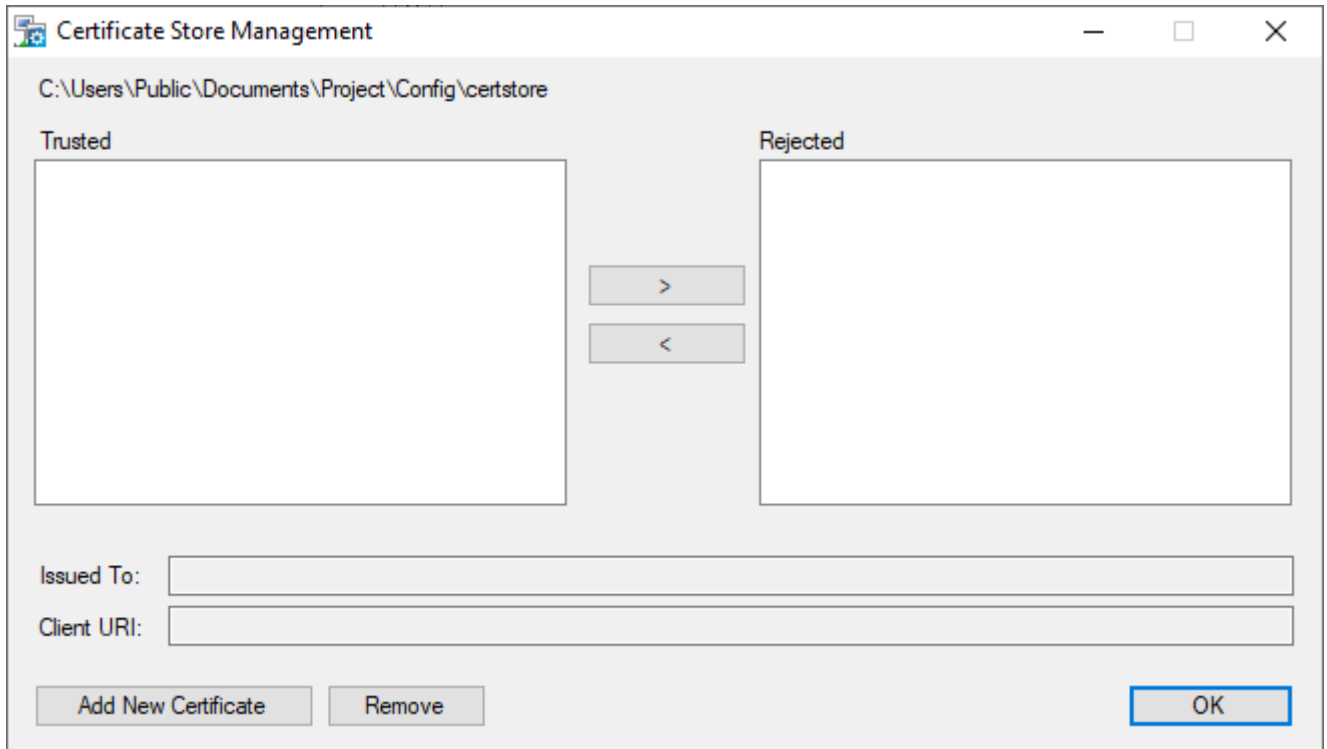 Certificate Store Management
C:\Users\Public\Documents\Project\Config\certstore
Trusted
Rejected
>
<
Issued To:
Client URI:
Add New Certificate
Remove
OK